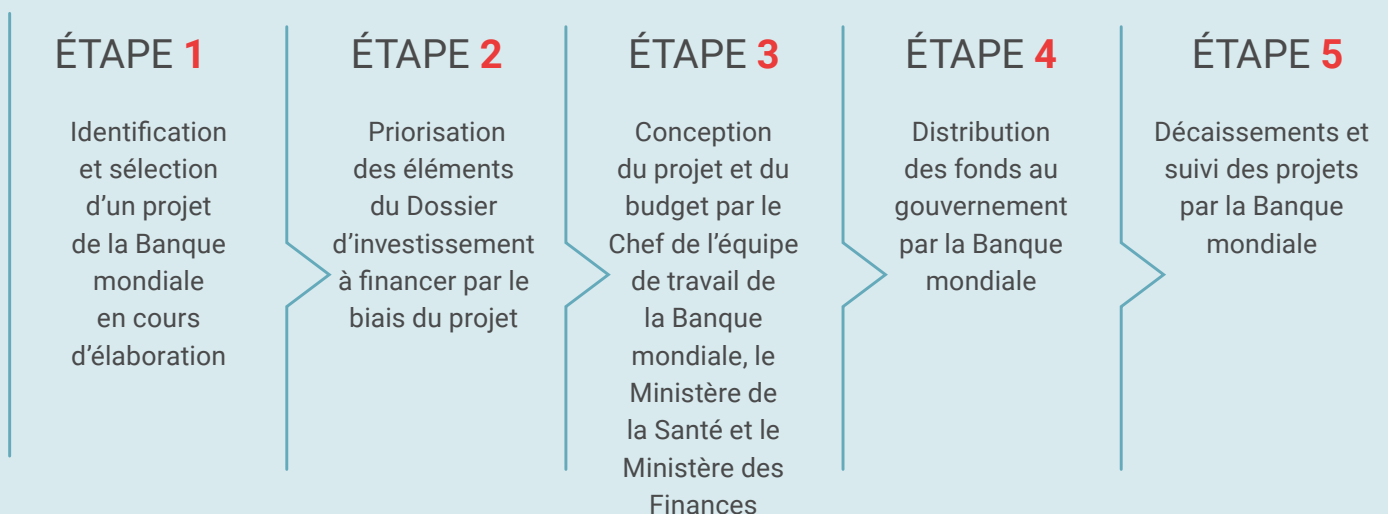 ÉTAPE 1
Identification
et sélection
d’un projet
de la Banque
mondiale
en cours
d’élaboration
ÉTAPE 2
Priorisation
des éléments
du Dossier
d’investissement
à financer par le
biais du projet
ÉTAPE 3
Conception
du projet et du
budget par le
Chef de l’équipe
de travail de
la Banque
mondiale, le
Ministère de
la Santé et le
Ministère des
Finances
ÉTAPE 4
Distribution
des fonds au
gouvernement
par la Banque
mondiale
ÉTAPE 5
Décaissements et
suivi des projets
par la Banque
mondiale